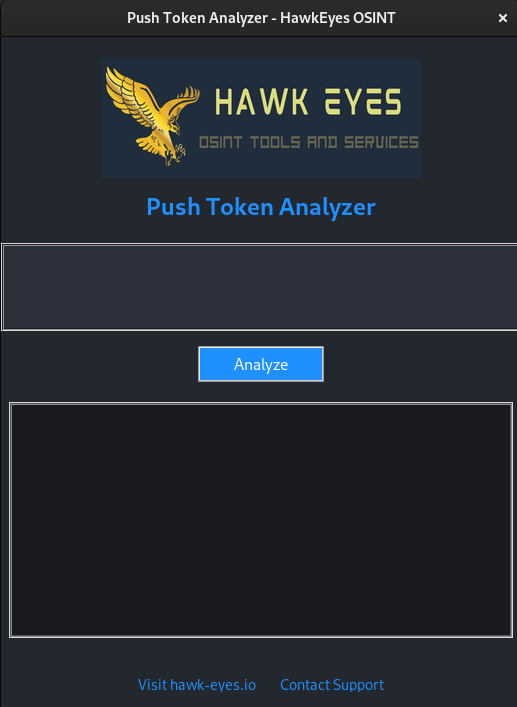 Push Token Analyzer - HawkEyes OSINT
HAWK EYES
OSINT TOOLS AND SERVICES
Push Token Analyzer
Analyze
Visit hawk-eyes.io Contact Support